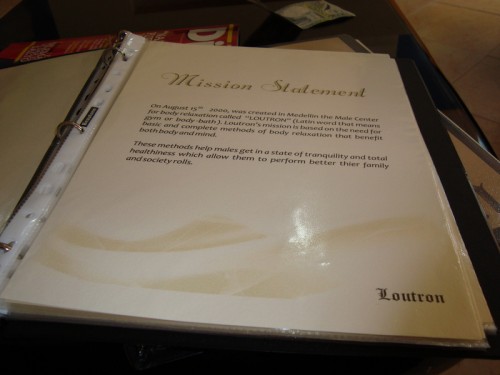 Mission Statement
On August 15th 2000, was created in Medellin the Male Center
for body relaxation called "LOUTRON" (Latin word that means
gym or body-bath). Loutron's mission is based on the need for
basic and complete methods of body relaxation that benefit
both body and mind.
These methods help males get in a state of tranquility and total
healthiness which allow them to perform better thier family
and society rolls.
Loutron